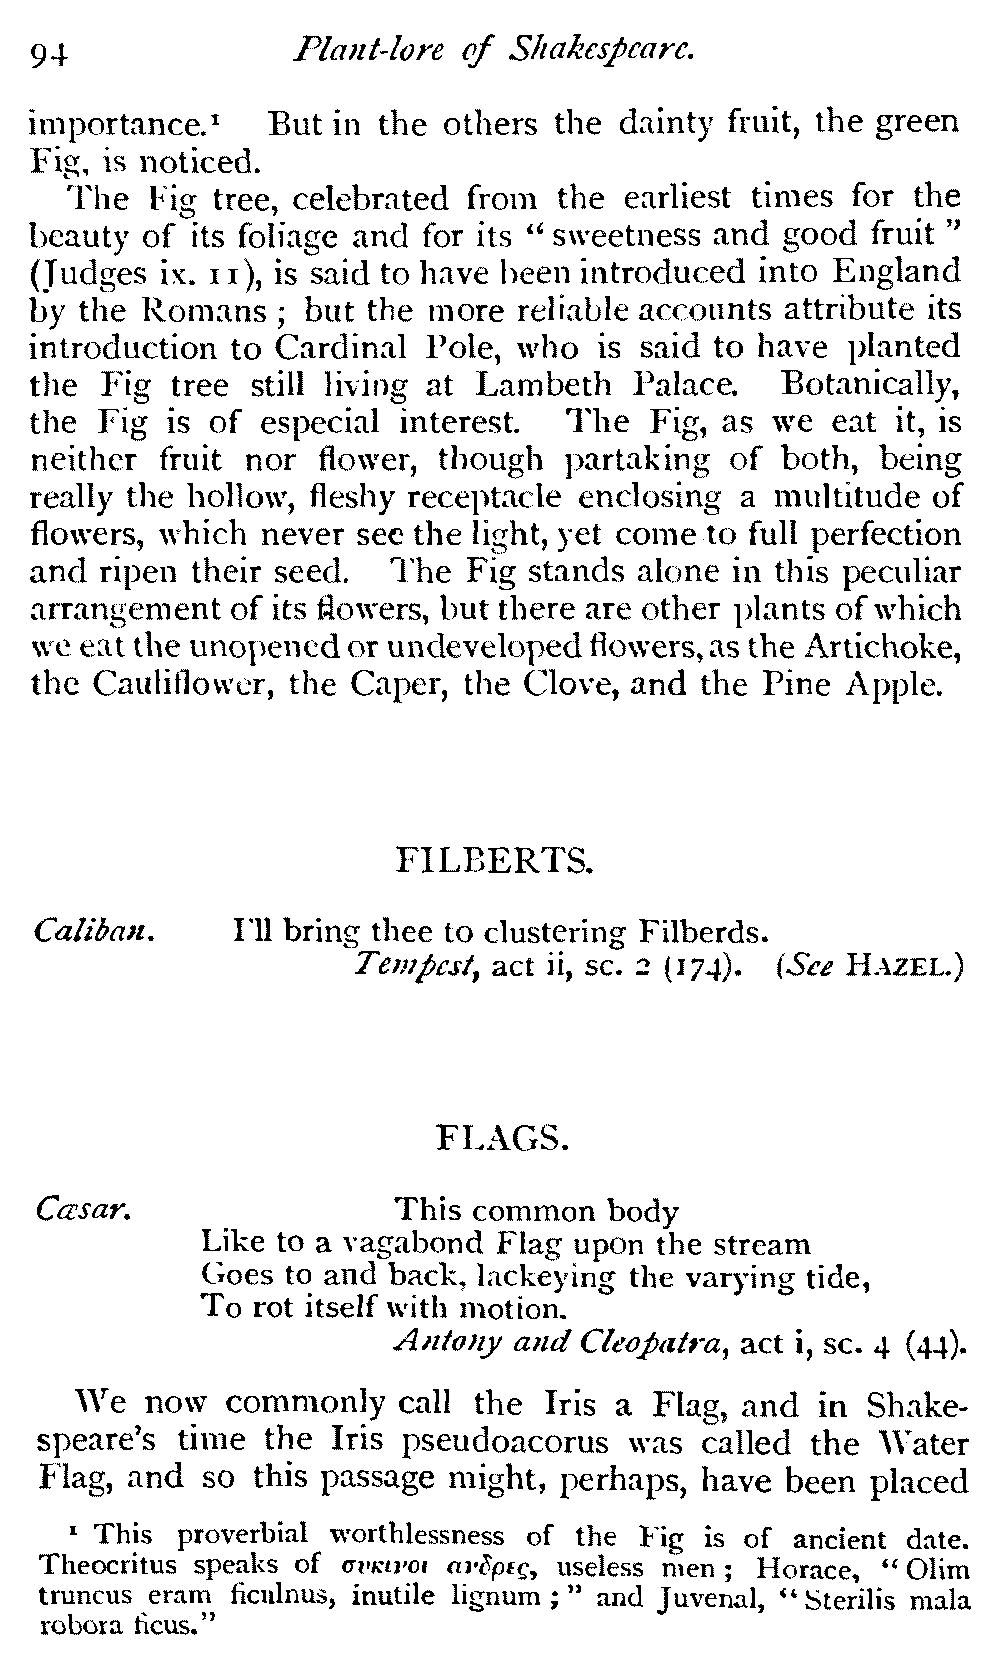 94 Plant-lore of Shakespeare.
importance.¹ But in the others the dainty fruit, the green
Fig, is noticed.
The Fig tree, celebrated from the earliest times for the
beauty of its foliage and for its “sweetness and good fruit”
(Judges ix. 11), is said to have been introduced into England
by the Romans; but the more reliable accounts attribute its
introduction to Cardinal Pole, who is said to have planted
the Fig tree still living at Lambeth Palace. Botanically,
the Fig is of especial interest. The Fig, as we eat it, is
neither fruit nor flower, though partaking of both, being
really the hollow, fleshy receptacle enclosing a multitude of
flowers, which never see the light, yet come to full perfection
and ripen their seed. The Fig stands alone in this peculiar
arrangement of its flowers, but there are other plants of which
we eat the unopened or undeveloped flowers, as the Artichoke,
the Cauliflower, the Caper, the Clove, and the Pine Apple.
FILBERTS.
Caliban. I'll bring thee to clustering Filberds.
Tempest, act ii, sc. 2 (174). (See HAZEL.)
FLAGS.
Cæsar. This common body
Like to a vagabond Flag upon the stream
Goes to and back, lackeying the varying tide,
To rot itself with motion.
Antony and Cleopatra, act i, sc. 4 (44).
We now commonly call the Iris a Flag, and in Shake-
speare's time the Iris pseudoacorus was called the Water
Flag, and so this passage might, perhaps, have been placed
¹ This proverbial worthlessness of the Fig is of ancient date.
Theocritus speaks of συκινοι ανδρες, useless men; Horace, “Olim
truncus eram ficulnus, inutile lignum;” and Juvenal, “Sterilis mala
robora ficus.”